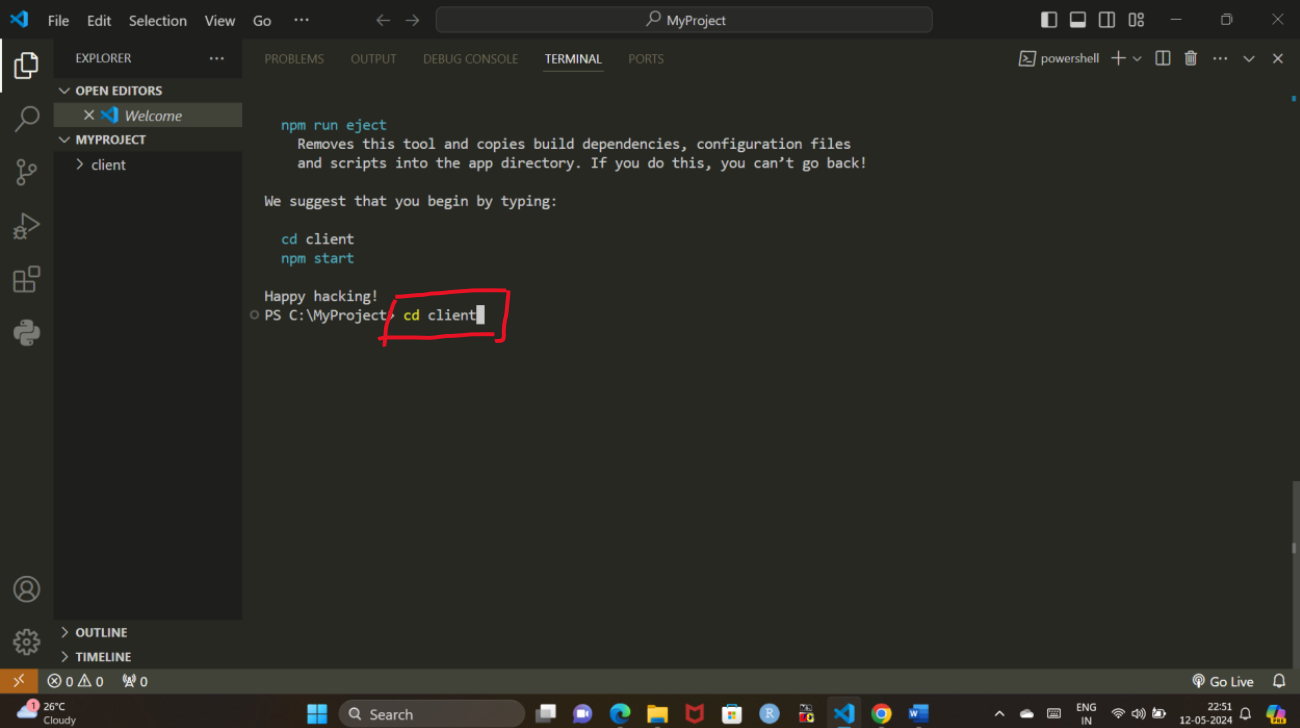 File Edit Selection View Go ···
MyProject
EXPLORER ···
PROBLEMS OUTPUT DEBUG CONSOLE TERMINAL PORTS
powershell
OPEN EDITORS
Welcome
MYPROJECT
client
npm run eject
Removes this tool and copies build dependencies, configuration files
and scripts into the app directory. If you do this, you can’t go back!
We suggest that you begin by typing:
cd client
npm start
Happy hacking!
PS C:\MyProject> cd client
OUTLINE
TIMELINE
0 0 0
Go Live
1
26°C
Cloudy
Search
R
ENG
IN
22:51
12-05-2024